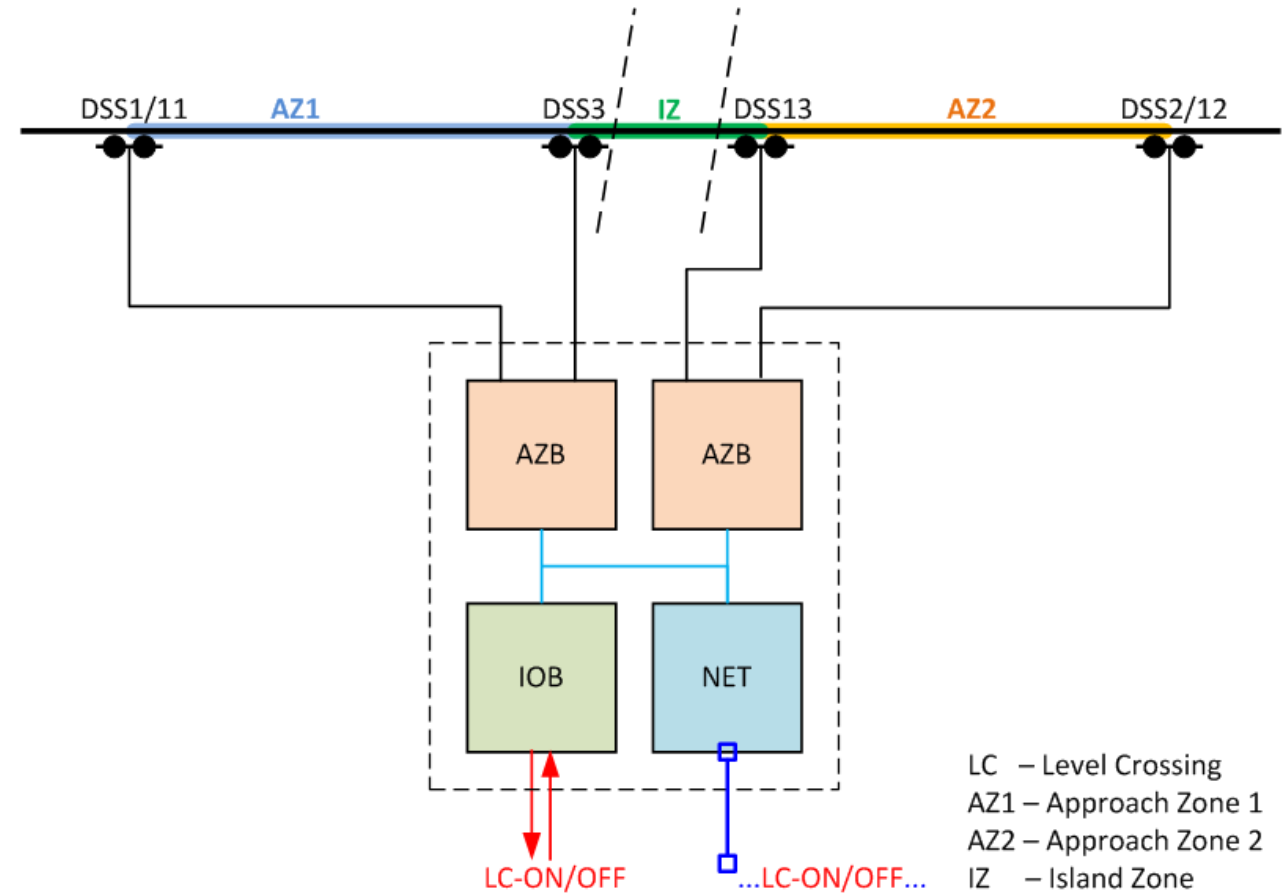 DSS1/11 AZ1 DSS3 IZ DSS13 AZ2 DSS2/12
AZB AZB
IOB NET
LC – Level Crossing
AZ1 – Approach Zone 1
AZ2 – Approach Zone 2
LC-ON/OFF ...LC-ON/OFF... IZ – Island Zone